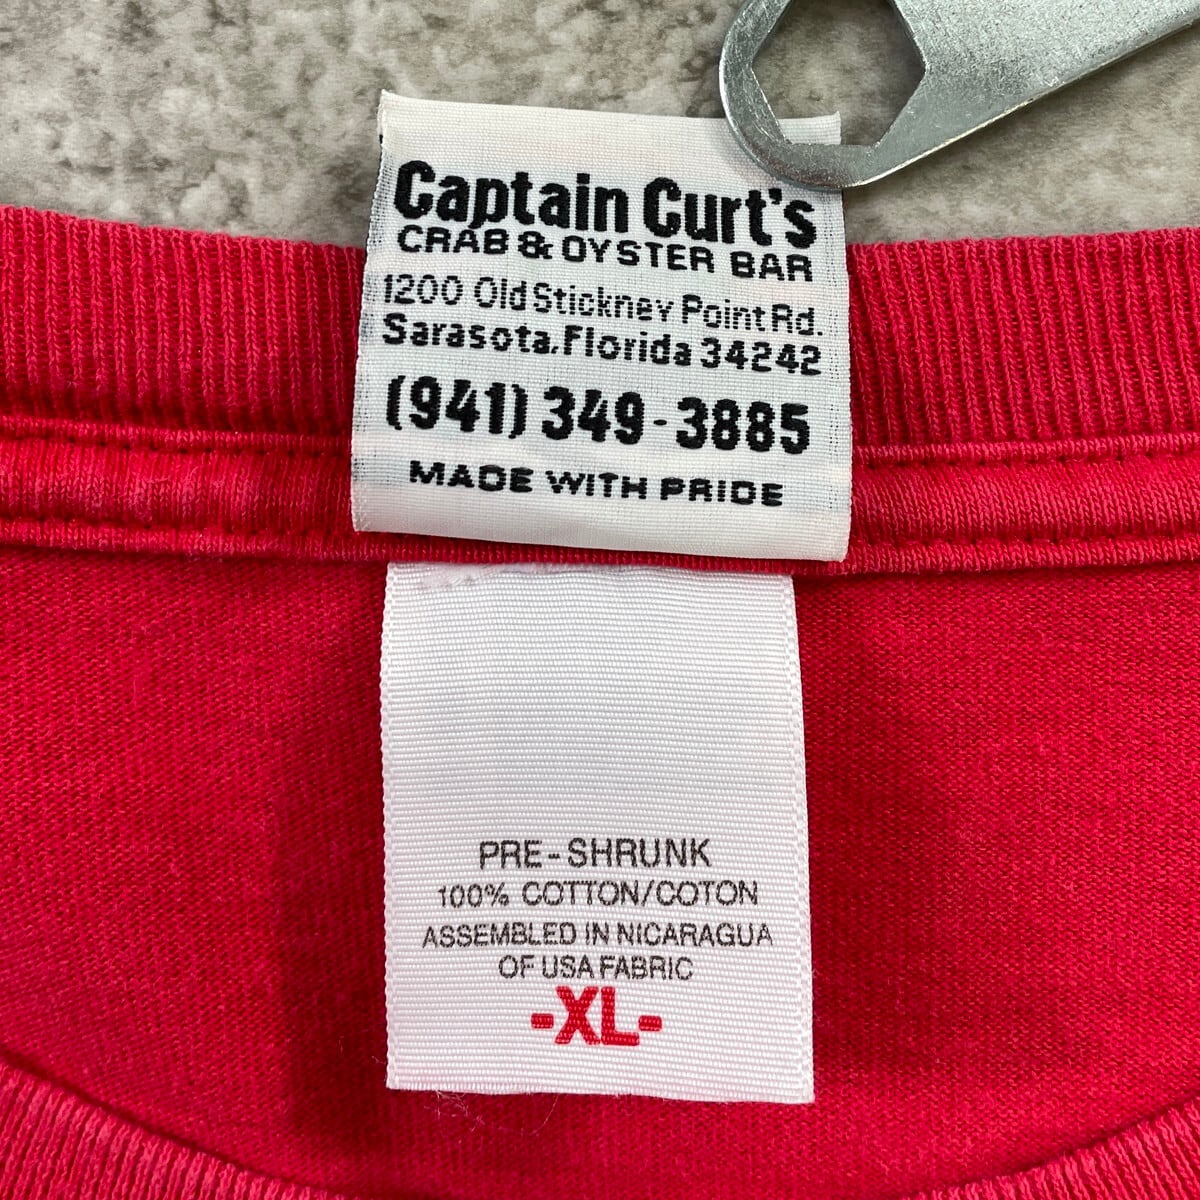 Captain Curt's
CRAB & OYSTER BAR
1200 Old Stickney Point Rd.
Sarasota, Florida 34242
(941) 349-3885
MADE WITH PRIDE
PRE-SHRUNK
100% COTTON/COTON
ASSEMBLED IN NICARAGUA
OF USA FABRIC
-XL-